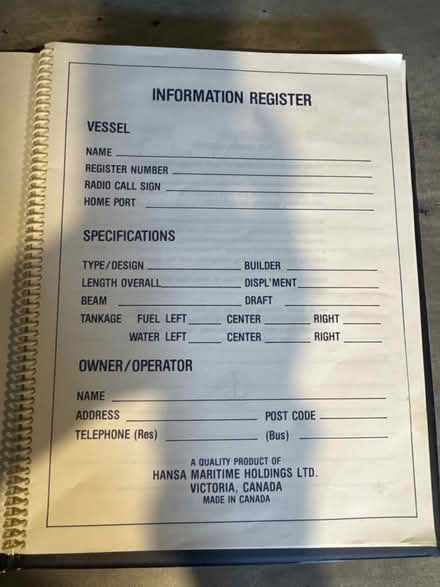 INFORMATION REGISTER
VESSEL
NAME
REGISTER NUMBER
RADIO CALL SIGN
HOME PORT
SPECIFICATIONS
TYPE/DESIGN BUILDER
LENGTH OVERALL DISPL'MENT
BEAM DRAFT
TANKAGE FUEL LEFT CENTER RIGHT
WATER LEFT CENTER RIGHT
OWNER/OPERATOR
NAME
ADDRESS POST CODE
TELEPHONE (Res) (Bus)
A QUALITY PRODUCT OF
HANSA MARITIME HOLDINGS LTD.
VICTORIA, CANADA
MADE IN CANADA